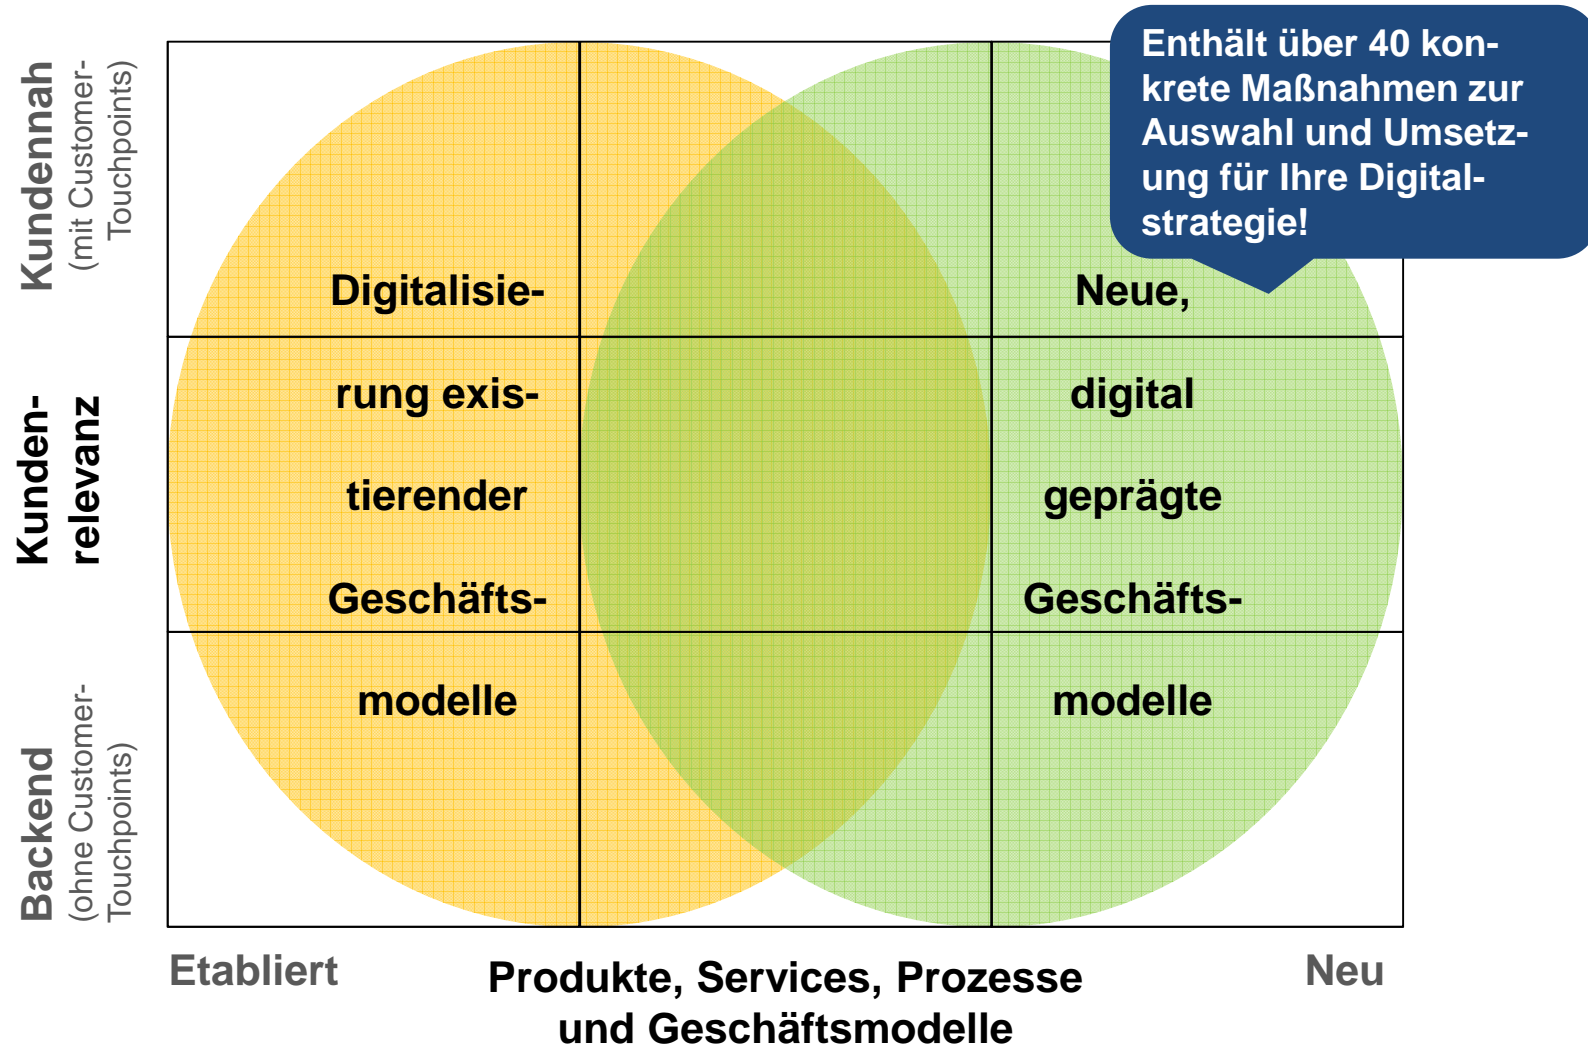 Enthält über 40 kon-
krete Maßnahmen zur
Auswahl und Umsetz-
ung für Ihre Digital-
strategie!
Kundennah
(mit Customer-
Touchpoints)
Kunden-
relevanz
Backend
(ohne Customer-
Touchpoints)
Digitalisie-
rung exis-
tierender
Geschäfts-
modelle
Neue,
digital
geprägte
Geschäfts-
modelle
Etabliert
Produkte, Services, Prozesse
und Geschäftsmodelle
Neu